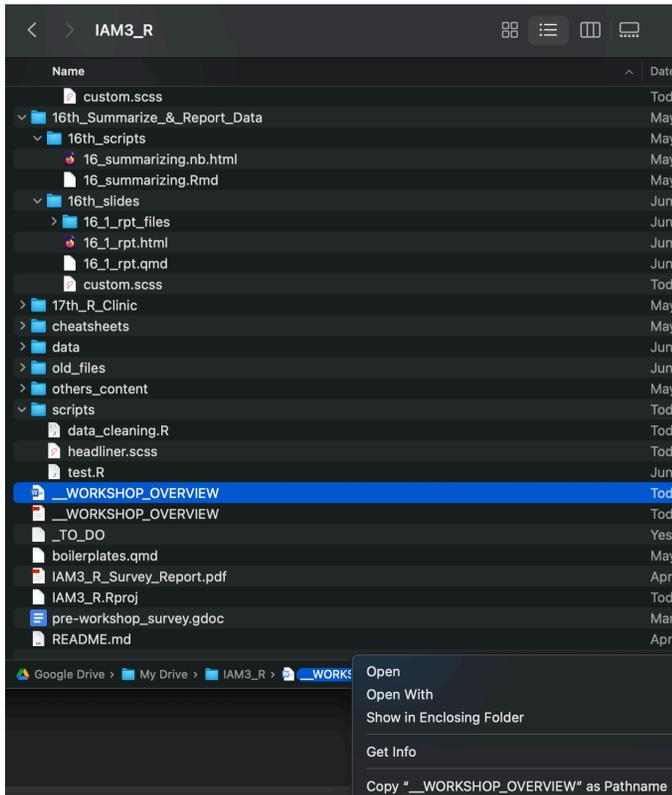 IAM3_R
Name
Date
custom.scss Tod
16th_Summarize_&_Report_Data May
16th_scripts May
16_summarizing.nb.html May
16_summarizing.Rmd May
16th_slides Jun
16_1_rpt_files Jun
16_1_rpt.html Jun
16_1_rpt.qmd Jun
custom.scss Tod
17th_R_Clinic May
cheatsheets May
data Jun
old_files Jun
others_content May
scripts Tod
data_cleaning.R Tod
headliner.scss Tod
test.R Jun
__WORKSHOP_OVERVIEW Tod
__WORKSHOP_OVERVIEW Tod
_TO_DO Yes
boilerplates.qmd May
IAM3_R_Survey_Report.pdf Apr
IAM3_R.Rproj Tod
pre-workshop_survey.gdoc Mar
README.md Apr
Google Drive › My Drive › IAM3_R › __WORKS
Open
Open With
Show in Enclosing Folder
Get Info
Copy “__WORKSHOP_OVERVIEW” as Pathname